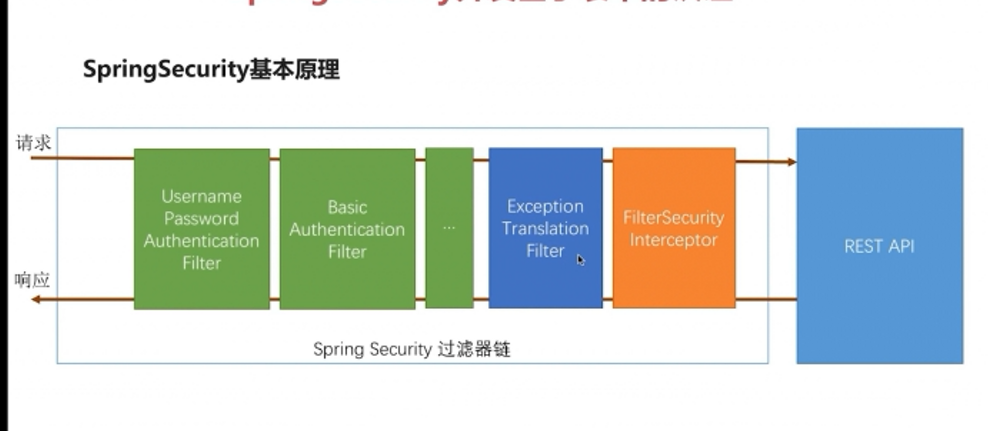 SpringSecurity基本原理
请求
Username
Password
Authentication
Filter
Basic
Authentication
Filter
...
Exception
Translation
Filter
FilterSecurity
Interceptor
REST API
响应
Spring Security 过滤器链